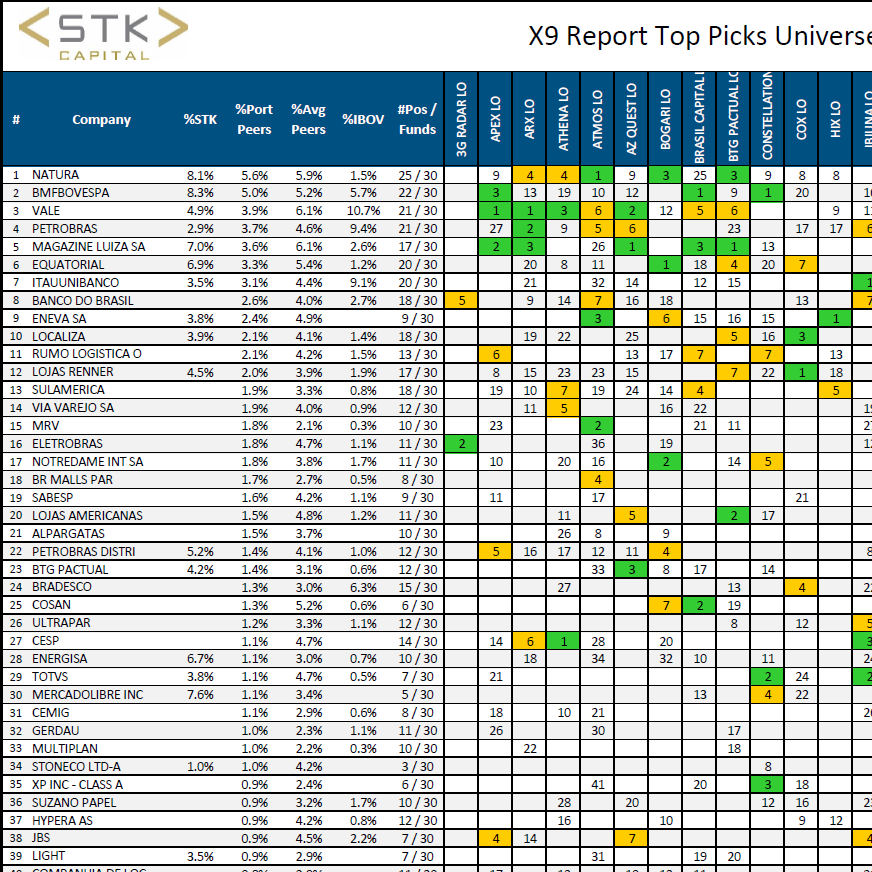 STK
CAPITAL
X9 Report Top Picks Universe
# Company %STK %Port Peers %Avg Peers %IBOV #Pos / Funds 3G RADAR LO APEX LO ARX LO ATHENA LO ATMOS LO AZ QUEST LO BOGARI LO BRASIL CAPITAL BTG PACTUAL LO CONSTELLATION COX LO HIX LO
1 NATURA 8.1% 5.6% 5.9% 1.5% 25 / 30 9 4 4 1 9 3 25 3 9 8 8
2 BMFBOVESPA 8.3% 5.0% 5.2% 5.7% 22 / 30 3 13 19 10 12 1 9 1 20
3 VALE 4.9% 3.9% 6.1% 10.7% 21 / 30 1 1 3 6 2 12 5 6 9
4 PETROBRAS 2.9% 3.7% 4.6% 9.4% 21 / 30 27 2 9 5 6 23 17 17 6
5 MAGAZINE LUIZA SA 7.0% 3.6% 6.1% 2.6% 17 / 30 2 3 26 1 3 1 13
6 EQUATORIAL 6.9% 3.3% 5.4% 1.2% 20 / 30 20 8 11 1 18 4 20 7
7 ITAUUNIBANCO 3.5% 3.1% 4.4% 9.1% 20 / 30 21 32 14 12 15
8 BANCO DO BRASIL 2.6% 4.0% 2.7% 18 / 30 5 9 14 7 16 18 13 7
9 ENEVA SA 3.8% 2.4% 4.9% 9 / 30 3 6 15 16 15 1
10 LOCALIZA 3.9% 2.1% 4.1% 1.4% 18 / 30 19 22 25 5 16 3
11 RUMO LOGISTICA O 2.1% 4.2% 1.5% 13 / 30 6 13 17 7 7 13
12 LOJAS RENNER 4.5% 2.0% 3.9% 1.9% 17 / 30 8 15 23 23 15 7 22 1 18
13 SULAMERICA 1.9% 3.3% 0.8% 18 / 30 19 10 7 19 24 14 4 5
14 VIA VAREJO SA 1.9% 4.0% 0.9% 12 / 30 11 5 16 22
15 MRV 1.8% 2.1% 0.3% 10 / 30 23 2 21 11
16 ELETROBRAS 1.8% 4.7% 1.1% 11 / 30 2 36 19
17 NOTREDAME INT SA 1.8% 3.8% 1.7% 11 / 30 10 20 16 2 14 5
18 BR MALLS PAR 1.7% 2.7% 0.5% 8 / 30 4
19 SABESP 1.6% 4.2% 1.1% 9 / 30 11 17 21
20 LOJAS AMERICANAS 1.5% 4.8% 1.2% 11 / 30 11 5 2 17
21 ALPARGATAS 1.5% 3.7% 10 / 30 26 8 9
22 PETROBRAS DISTRI 5.2% 1.4% 4.1% 1.0% 12 / 30 5 16 17 12 11 4 8
23 BTG PACTUAL 4.2% 1.4% 3.1% 0.6% 12 / 30 33 3 8 17 14
24 BRADESCO 1.3% 3.0% 6.3% 15 / 30 27 13 4
25 COSAN 1.3% 5.2% 0.6% 6 / 30 7 2 19
26 ULTRAPAR 1.2% 3.3% 1.1% 12 / 30 8 12 5
27 CESP 1.1% 4.7% 14 / 30 14 6 1 28 20 3
28 ENERGISA 6.7% 1.1% 3.0% 0.7% 10 / 30 18 34 32 10 11
29 TOTVS 3.8% 1.1% 4.7% 0.5% 7 / 30 21 2 24 2
30 MERCADOLIBRE INC 7.6% 1.1% 3.4% 5 / 30 13 4 22
31 CEMIG 1.1% 2.9% 0.6% 8 / 30 18 10 21
32 GERDAU 1.0% 2.3% 1.1% 11 / 30 26 30 17
33 MULTIPLAN 1.0% 2.2% 0.3% 10 / 30 22 18
34 STONECO LTD-A 1.0% 1.0% 4.2% 3 / 30 8
35 XP INC - CLASS A 0.9% 2.4% 6 / 30 41 20 3 18
36 SUZANO PAPEL 0.9% 3.2% 1.7% 10 / 30 28 20 12 16
37 HYPERA AS 0.9% 4.2% 0.8% 12 / 30 16 10 9 12
38 JBS 0.9% 4.5% 2.2% 7 / 30 4 14 7 4
39 LIGHT 3.5% 0.9% 2.9% 7 / 30 31 19 20